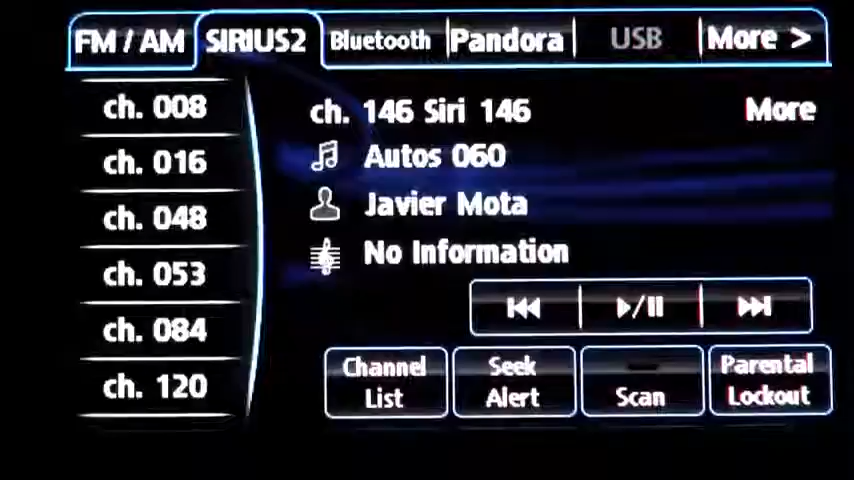 FM / AM
SIRIUS2
Bluetooth
Pandora
USB
More >
ch. 008
ch. 016
ch. 048
ch. 053
ch. 084
ch. 120
ch. 146 Siri 146
More
Autos 060
Javier Mota
No Information
Channel
List
Seek
Alert
Scan
Parental
Lockout